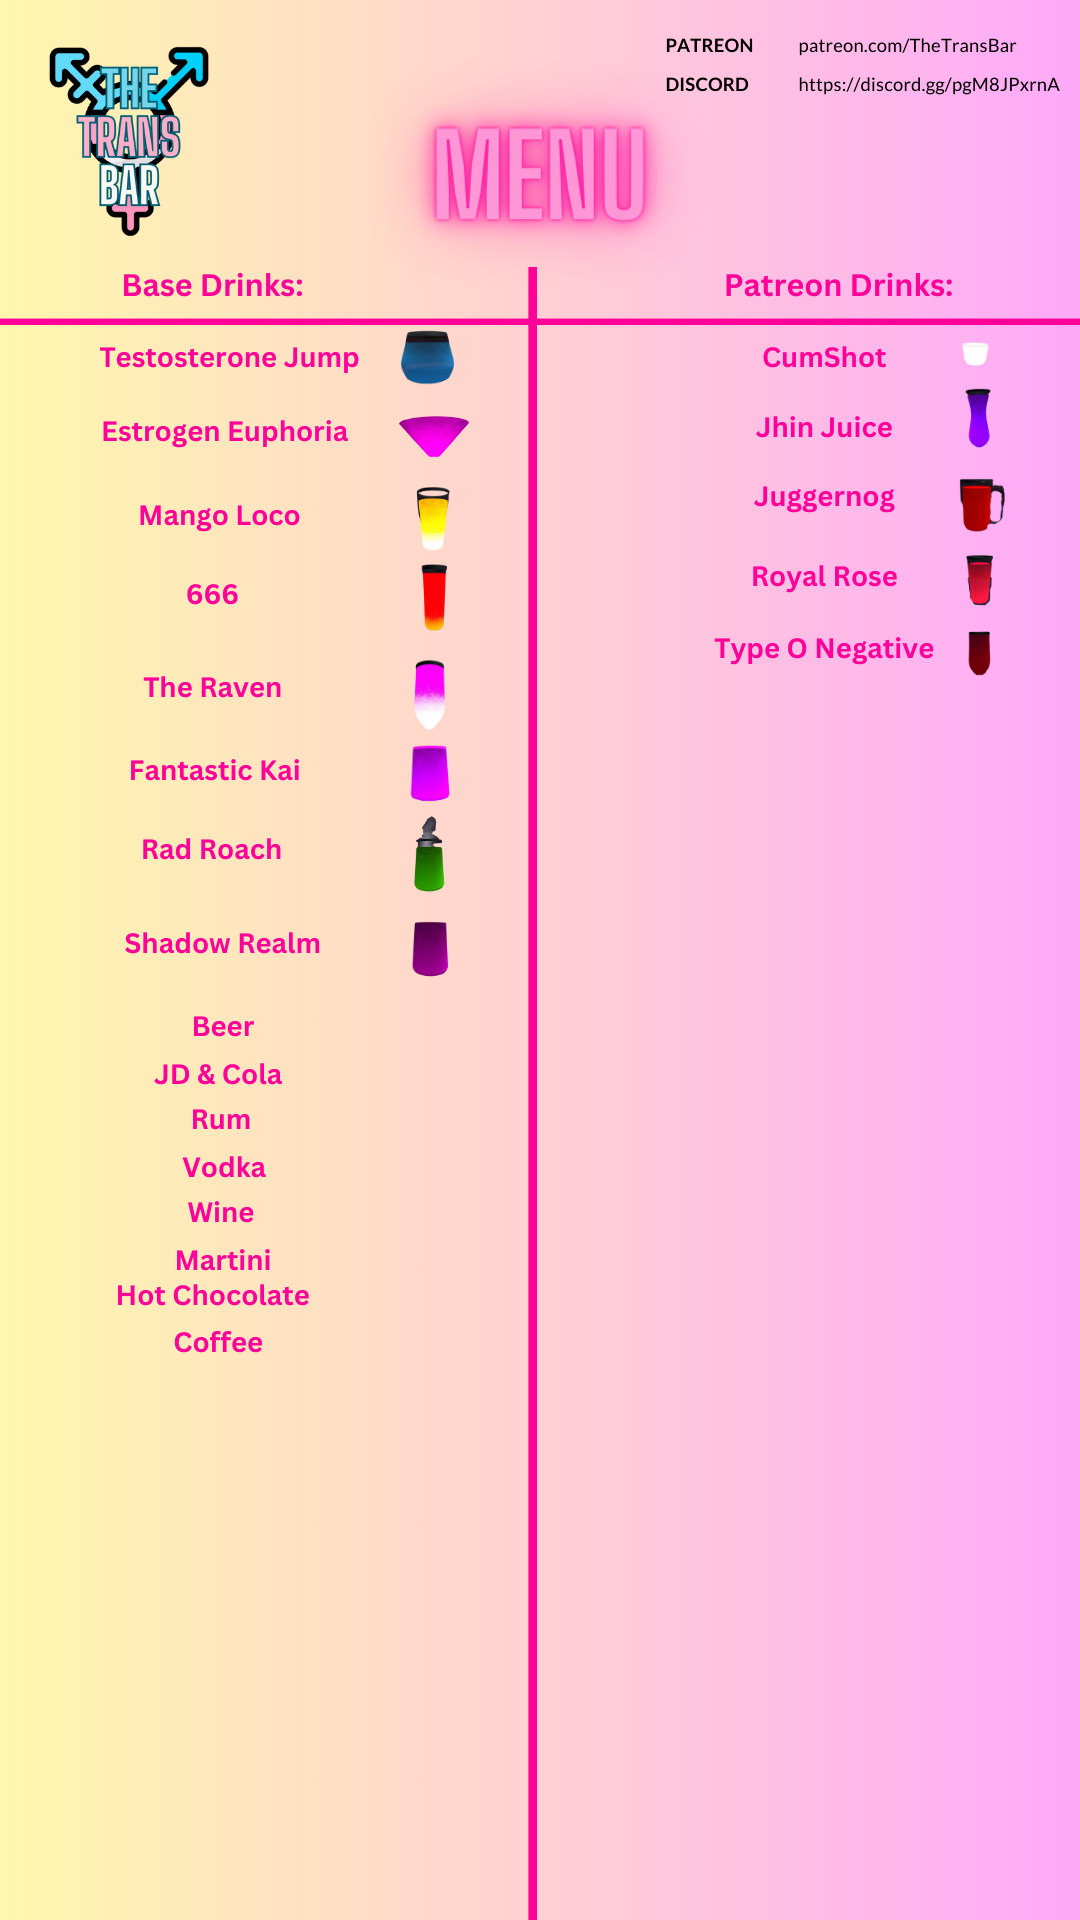 THE
TRANS
BAR
PATREON patreon.com/TheTransBar
DISCORD https://discord.gg/pgM8JPxrnA
MENU
Base Drinks:
Testosterone Jump
Estrogen Euphoria
Mango Loco
666
The Raven
Fantastic Kai
Rad Roach
Shadow Realm
Beer
JD & Cola
Rum
Vodka
Wine
Martini
Hot Chocolate
Coffee
Patreon Drinks:
CumShot
Jhin Juice
Juggernog
Royal Rose
Type O Negative